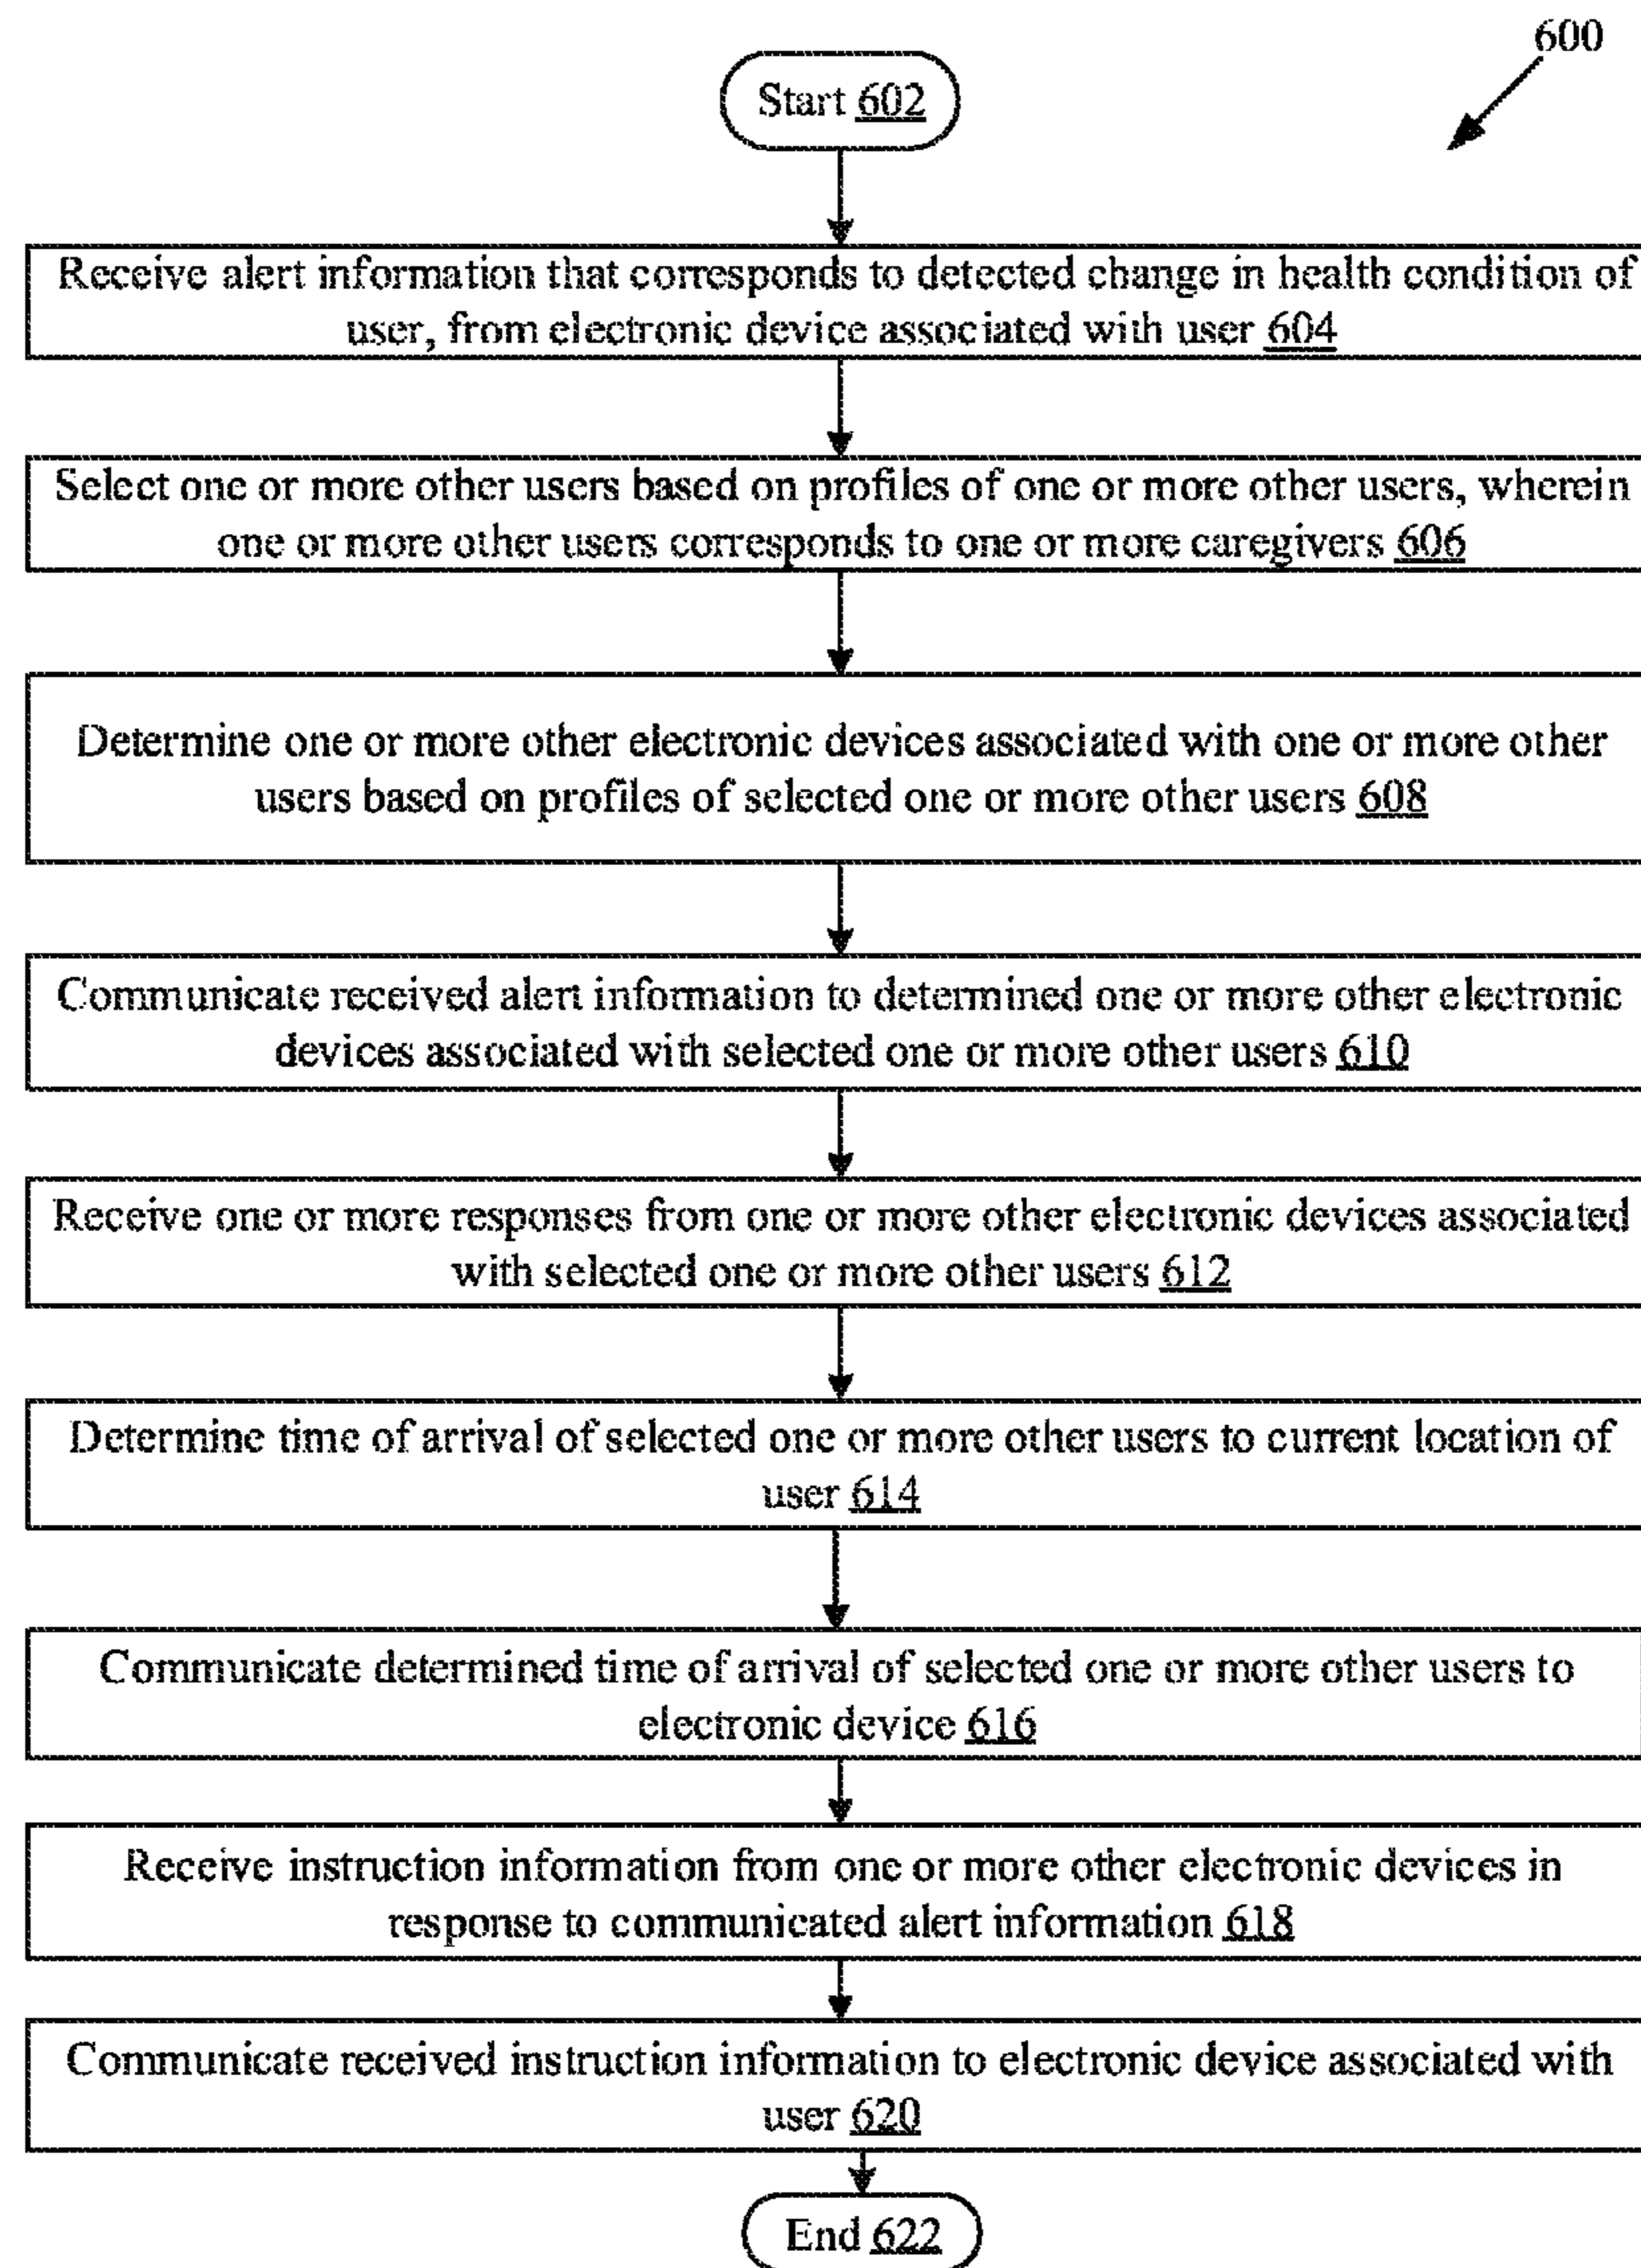 600
Start 602
Receive alert information that corresponds to detected change in health condition of
user, from electronic device associated with user 604
Select one or more other users based on profiles of one or more other users, wherein
one or more other users corresponds to one or more caregivers 606
Determine one or more other electronic devices associated with one or more other
users based on profiles of selected one or more other users 608
Communicate received alert information to determined one or more other electronic
devices associated with selected one or more other users 610
Receive one or more responses from one or more other electronic devices associated
with selected one or more other users 612
Determine time of arrival of selected one or more other users to current location of
user 614
Communicate determined time of arrival of selected one or more other users to
electronic device 616
Receive instruction information from one or more other electronic devices in
response to communicated alert information 618
Communicate received instruction information to electronic device associated with
user 620
End 622